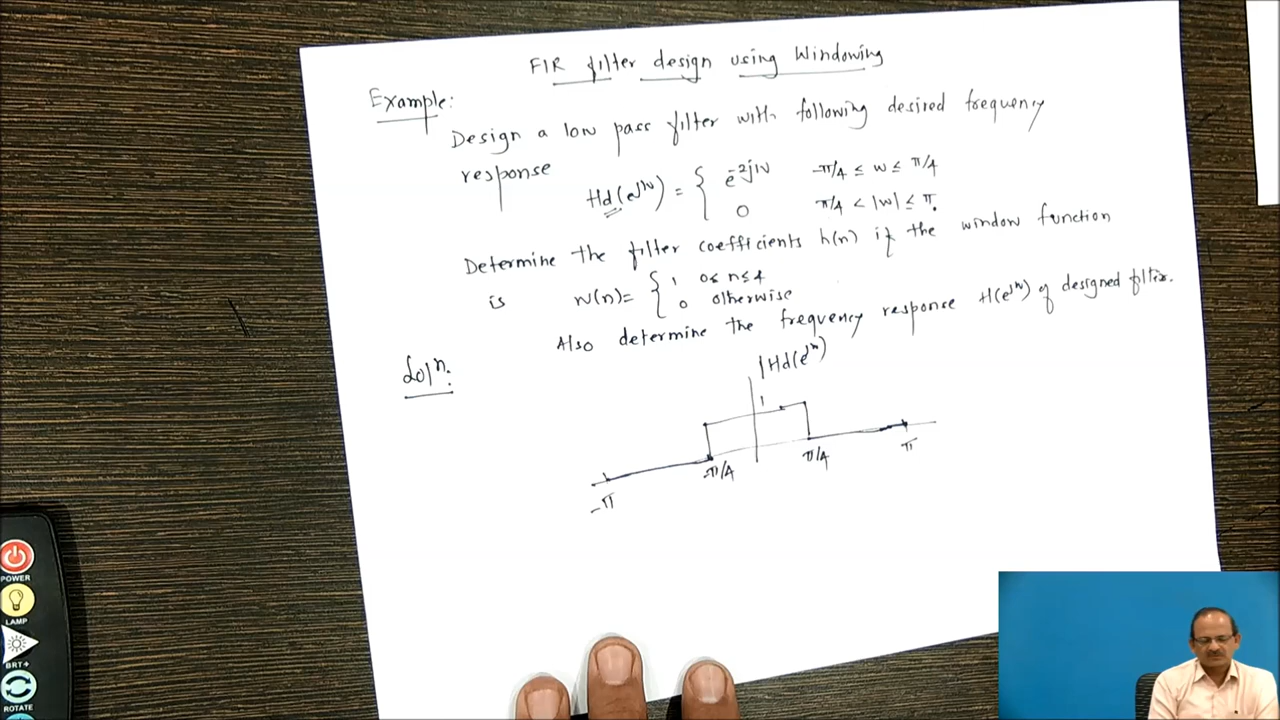 FIR filter design using Windowing
Example:
Design a low pass filter with following desired frequency
response
Hd(e^jw) = { e^-2jw -π/4 ≤ w ≤ π/4
0 π/4 < |w| ≤ π.
Determine the filter coefficients h(n) if the window function
is w(n)= { 1 0≤ n≤4
0 otherwise
Also determine the frequency response H(e^jw) of designed filter.
Soln:
|Hd(e^jw)
1
-π -π/4 π/4 π
POWER
LAMP
BRT+
ROTATE